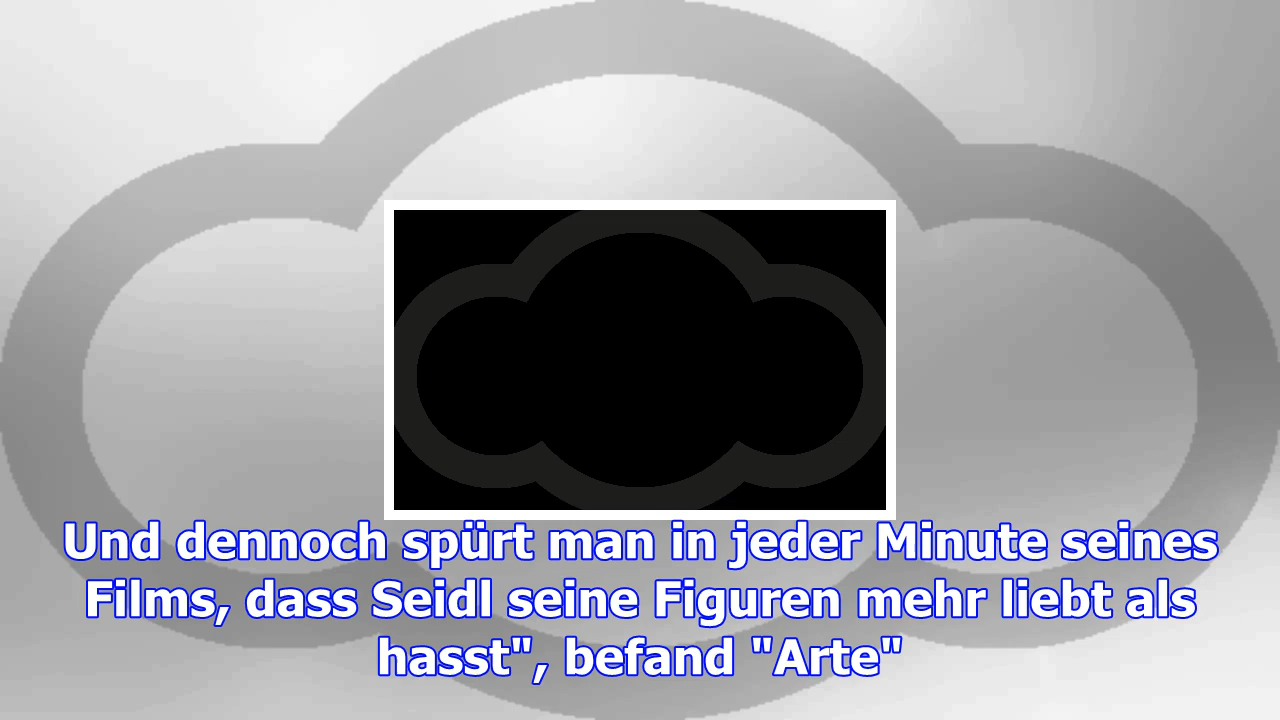 Und dennoch spürt man in jeder Minute seines
Films, dass Seidl seine Figuren mehr liebt als
hasst", befand "Arte"